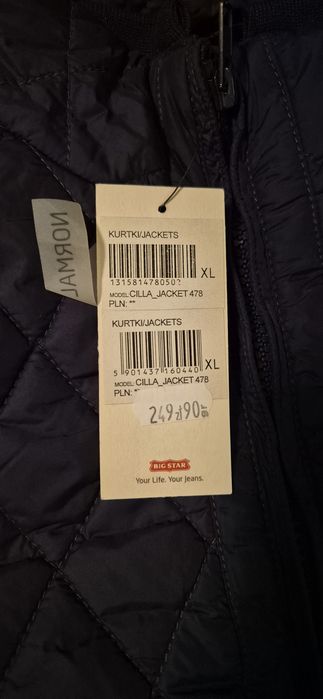 KURTKI/JACKETS
XL
131581478050?
MODEL: CILLA_JACKET 478
PLN: **
KURTKI/JACKETS
XL
5 901437 160440
MODEL: CILLA_JACKET 478
PLN: *
249 zł 90 gr
BIG STAR
Your Life. Your Jeans.
NORMAL